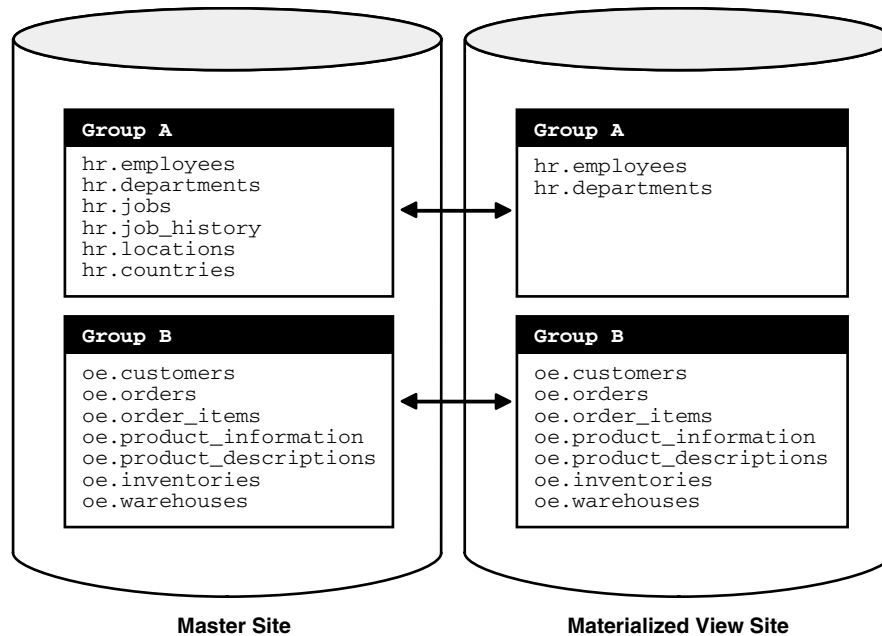 Group A
hr.employees
hr.departments
hr.jobs
hr.job_history
hr.locations
hr.countries
Group B
oe.customers
oe.orders
oe.order_items
oe.product_information
oe.product_descriptions
oe.inventories
oe.warehouses
Master Site
Group A
hr.employees
hr.departments
Group B
oe.customers
oe.orders
oe.order_items
oe.product_information
oe.product_descriptions
oe.inventories
oe.warehouses
Materialized View Site